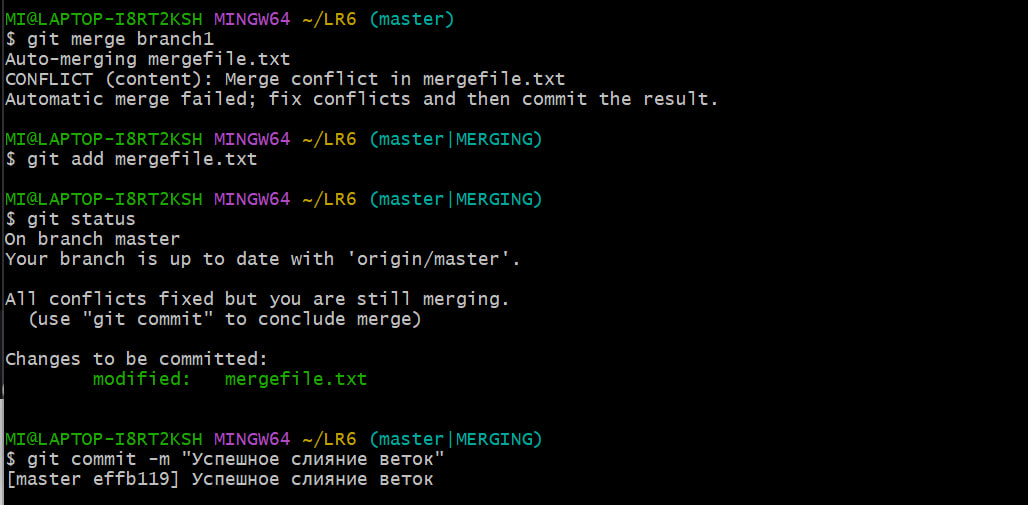 MI@LAPTOP-I8RT2KSH MINGW64 ~/LR6 (master)
$ git merge branch1
Auto-merging mergefile.txt
CONFLICT (content): Merge conflict in mergefile.txt
Automatic merge failed; fix conflicts and then commit the result.
MI@LAPTOP-I8RT2KSH MINGW64 ~/LR6 (master|MERGING)
$ git add mergefile.txt
MI@LAPTOP-I8RT2KSH MINGW64 ~/LR6 (master|MERGING)
$ git status
On branch master
Your branch is up to date with 'origin/master'.
All conflicts fixed but you are still merging.
(use "git commit" to conclude merge)
Changes to be committed:
modified: mergefile.txt
MI@LAPTOP-I8RT2KSH MINGW64 ~/LR6 (master|MERGING)
$ git commit -m "Успешное слияние веток"
[master effb119] Успешное слияние веток